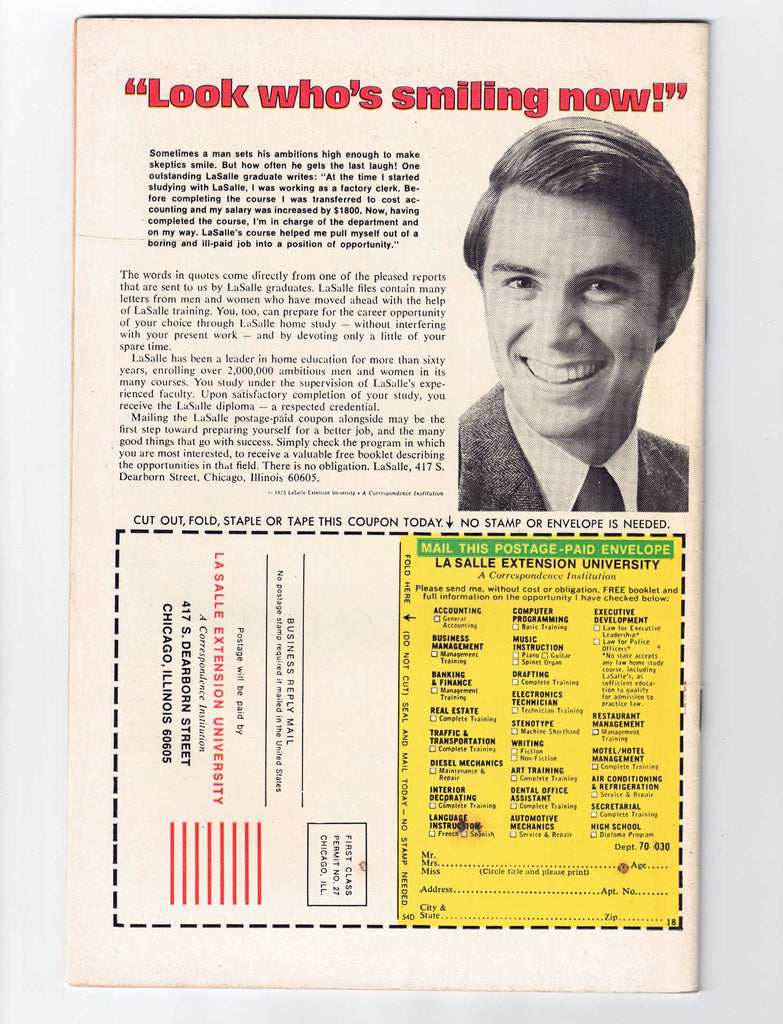 “Look who’s smiling now!”
Sometimes a man sets his ambitions high enough to make
skeptics smile. But how often he gets the last laugh! One
outstanding LaSalle graduate writes: “At the time I started
studying with LaSalle, I was working as a factory clerk. Be-
fore completing the course I was transferred to cost ac-
counting and my salary was increased by $1800. Now, having
completed the course, I'm in charge of the department and
on my way. LaSalle's course helped me pull myself out of a
boring and ill-paid job into a position of opportunity.”
The words in quotes come directly from one of the pleased reports
that are sent to us by LaSalle graduates. LaSalle files contain many
letters from men and women who have moved ahead with the help
of LaSalle training. You, too, can prepare for the career opportunity
of your choice through LaSalle home study — without interfering
with your present work — and by devoting only a little of your
spare time.
LaSalle has been a leader in home education for more than sixty
years, enrolling over 2,000,000 ambitious men and women in its
many courses. You study under the supervision of LaSalle's expe-
rienced faculty. Upon satisfactory completion of your study, you
receive the LaSalle diploma — a respected credential.
Mailing the LaSalle postage-paid coupon alongside may be the
first step toward preparing yourself for a better job, and the many
good things that go with success. Simply check the program in which
you are most interested, to receive a valuable free booklet describing
the opportunities in that field. There is no obligation. LaSalle, 417 S.
Dearborn Street, Chicago, Illinois 60605.
© 1973 LaSalle Extension University • A Correspondence Institution
CUT OUT, FOLD, STAPLE OR TAPE THIS COUPON TODAY. NO STAMP OR ENVELOPE IS NEEDED.
FIRST CLASS
PERMIT NO. 27
CHICAGO, ILL.
BUSINESS REPLY MAIL
No postage stamp required if mailed in the United States
Postage will be paid by
LA SALLE EXTENSION UNIVERSITY
A Correspondence Institution
417 S. DEARBORN STREET
CHICAGO, ILLINOIS 60605
FOLD HERE (DO NOT CUT) SEAL AND MAIL TODAY – NO STAMP NEEDED.
54D
MAIL THIS POSTAGE-PAID ENVELOPE
LA SALLE EXTENSION UNIVERSITY
A Correspondence Institution
Please send me, without cost or obligation, FREE booklet and
full information on the opportunity I have checked below:
ACCOUNTING
General
Accounting
BUSINESS
MANAGEMENT
Management
Training
BANKING
& FINANCE
Management
Training
REAL ESTATE
Complete Training
TRAFFIC &
TRANSPORTATION
Complete Training
DIESEL MECHANICS
Maintenance &
Repair
INTERIOR
DECORATING
Complete Training
LANGUAGE
INSTRUCTION
French Spanish
COMPUTER
PROGRAMMING
Basic Training
MUSIC
INSTRUCTION
Piano Guitar
Spinet Organ
DRAFTING
Complete Training
ELECTRONICS
TECHNICIAN
Technician Training
STENOTYPE
Machine Shorthand
WRITING
Fiction
Non-Fiction
ART TRAINING
Complete Training
DENTAL OFFICE
ASSISTANT
Complete Training
AUTOMOTIVE
MECHANICS
Service & Repair
EXECUTIVE
DEVELOPMENT
Law for Executive
Leadership*
Law for Police
Officers*
*No state accepts
any law home study
course, including
LaSalle's, as
sufficient educa-
tion to qualify
for admission to
practice law.
RESTAURANT
MANAGEMENT
Management
Training
MOTEL/HOTEL
MANAGEMENT
Complete Training
AIR CONDITIONING
& REFRIGERATION
Service & Repair
SECRETARIAL
Complete Training
HIGH SCHOOL
Diploma Program
Dept. 70-030
Mr.
Mrs. Age
Miss (Circle title and please print)
Address Apt. No.
City &
State Zip
18